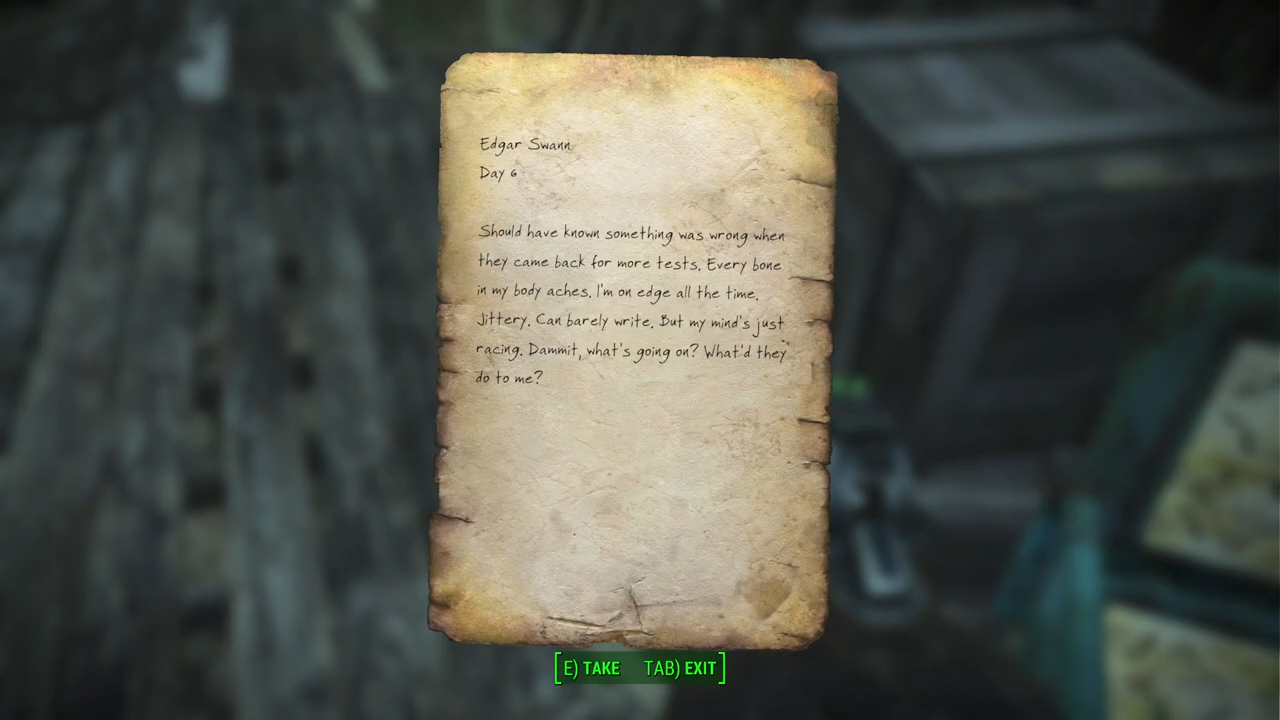 Edgar Swann
Day 6
Should have known something was wrong when
they came back for more tests. Every bone
in my body aches. I'm on edge all the time.
Jittery. Can barely write. But my mind's just
racing. Dammit, what's going on? What'd they
do to me?
[E) TAKE TAB) EXIT]